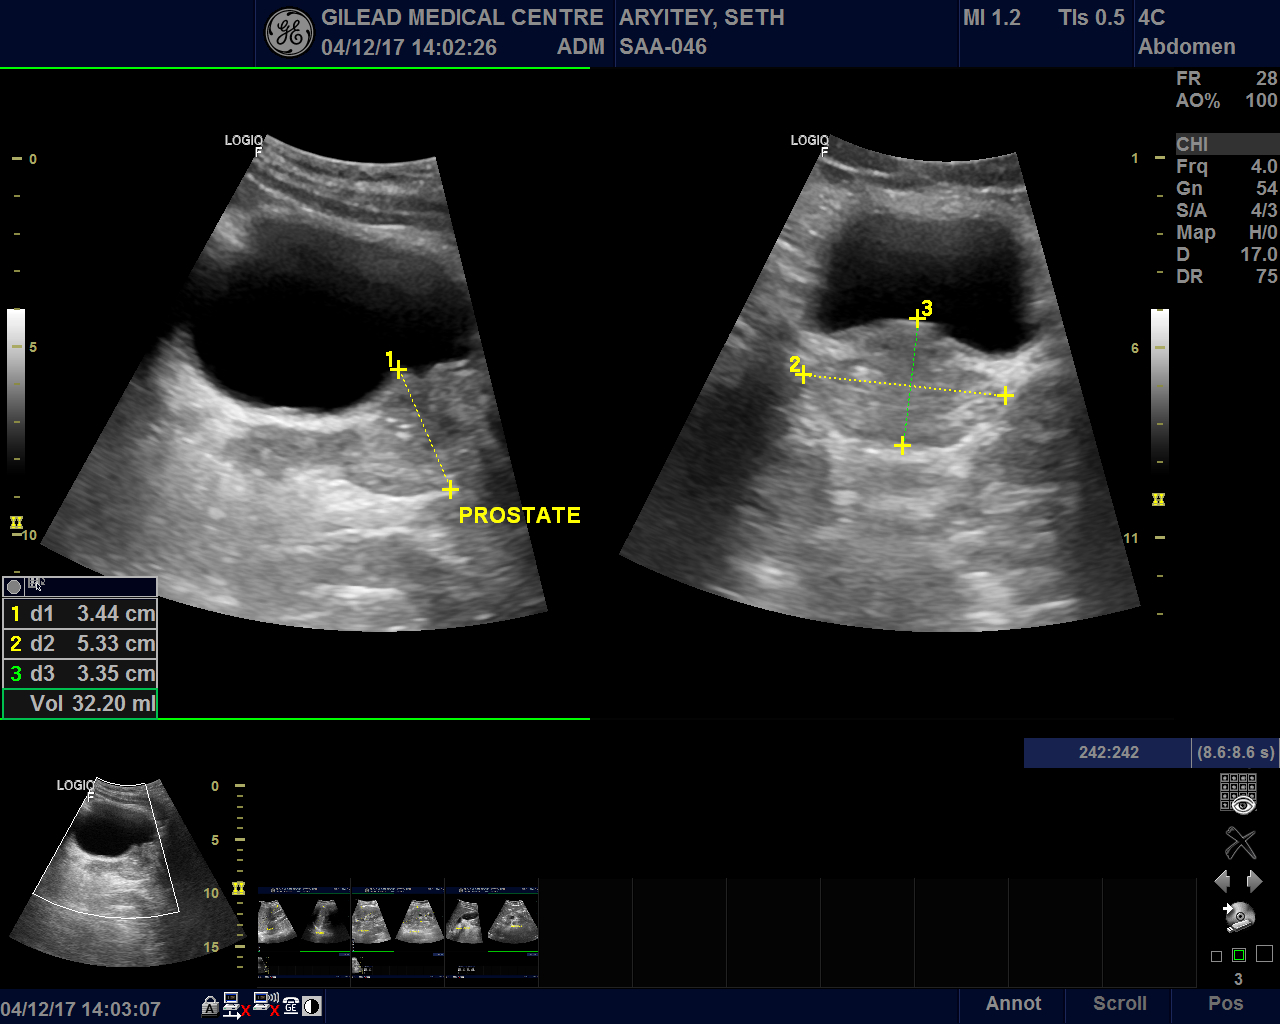 GILEAD MEDICAL CENTRE
04/12/17 14:02:26 ADM
ARYITEY, SETH
SAA-046
MI 1.2 TIs 0.5
4C
Abdomen
FR 28
AO% 100
CHI
Frq 4.0
Gn 54
S/A 4/3
Map H/0
D 17.0
DR 75
LOGIQ
F
0
5
10
1
PROSTATE
LOGIQ
F
1
6
11
2
3
1 d1 3.44 cm
2 d2 5.33 cm
3 d3 3.35 cm
Vol 32.20 ml
242:242 (8.6:8.6 s)
LOGIQ
F
0
5
10
15
3
04/12/17 14:03:07
A
GE
Annot Scroll Pos